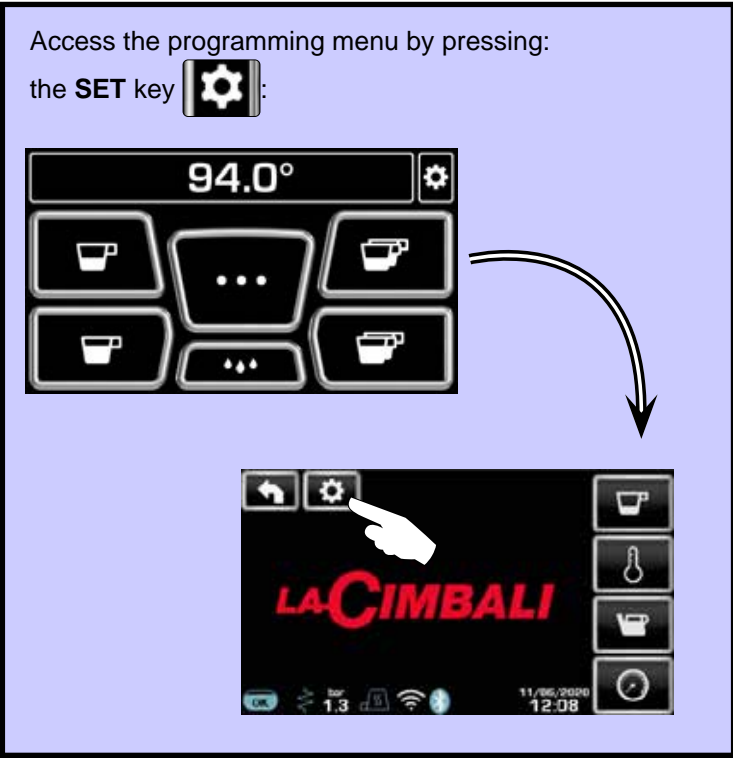 Access the programming menu by pressing:
the SET key :
94.0°
LACIMBALI
OK
bar
1.3
11/06/2020
12:08